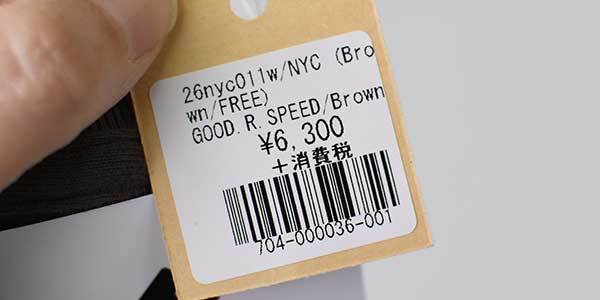 26nyc011w/NYC (Bro
wn/FREE)
GOOD.R.SPEED/Brown
¥6,300
+消費税
704-000036-001